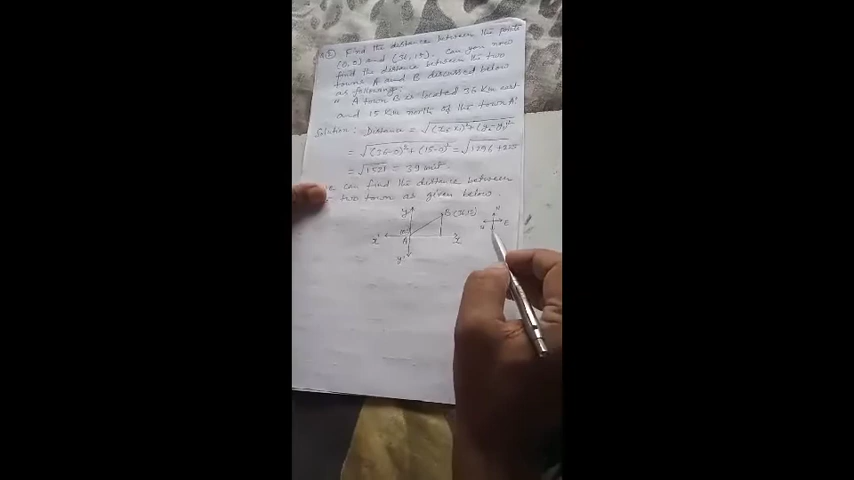 Find the distance between the points
(0,0) and (36,15). Can you now
find the distance between the two
towns A and B discussed below
as following:
" A town B is located 36 Km east
and 15 Km north of the town A"
Solution: Distance = √(x₂-x₁)²+(y₂-y₁)²
= √(36-0)²+(15-0)² = √1296+225
= √1521 = 39 unit.
we can find the distance between
two town as given below.
y
B(36,15)
N
x'
A
x
E
y'